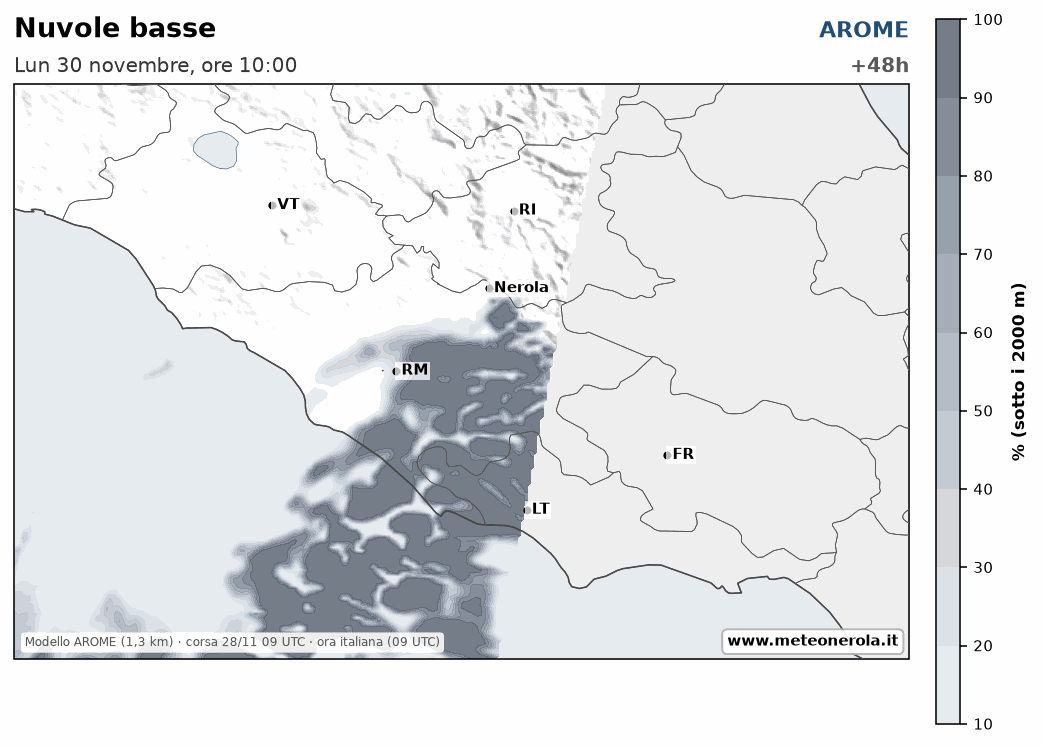 Nuvole basse
AROME
Lun 30 novembre, ore 10:00
+48h
VT
RI
Nerola
RM
FR
LT
Modello AROME (1,3 km) · corsa 28/11 09 UTC · ora italiana (09 UTC)
www.meteonerola.it
100
90
80
70
60
50
40
30
20
10
% (sotto i 2000 m)